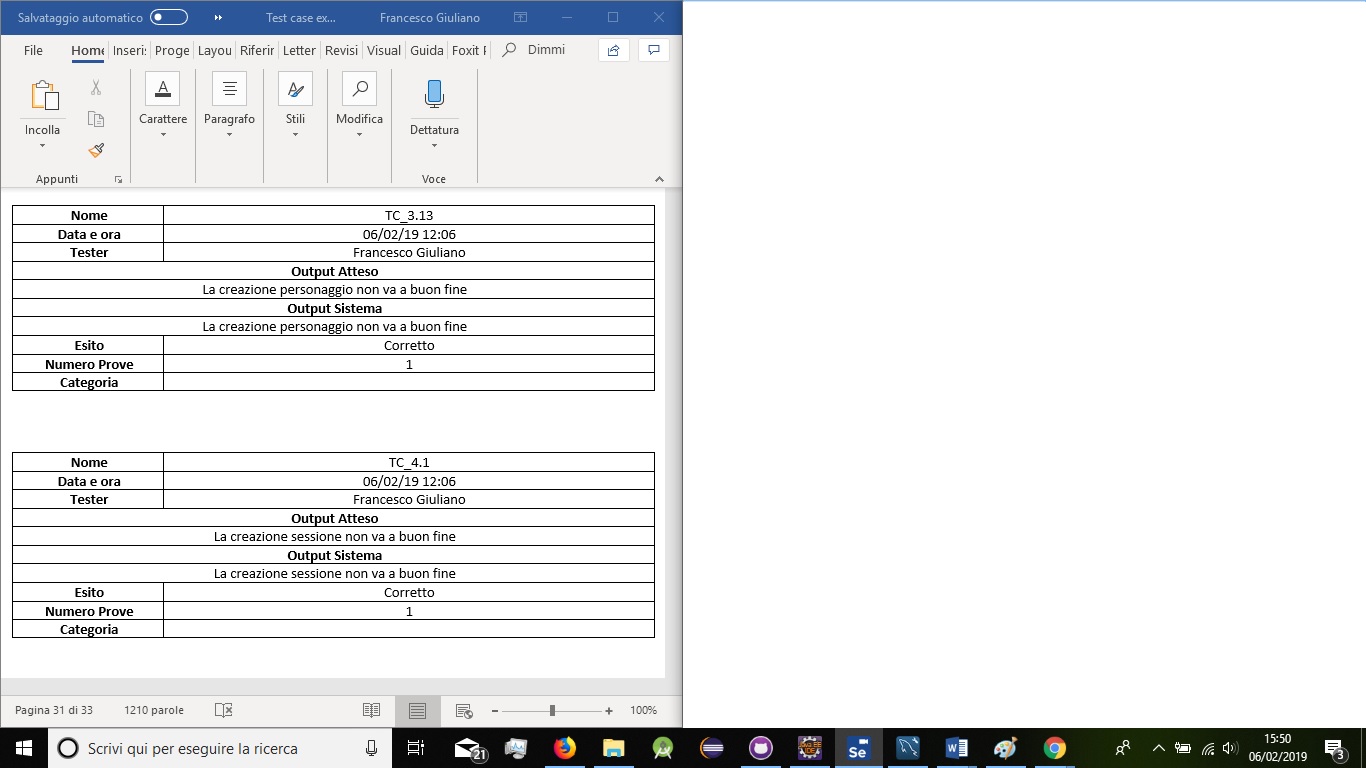 Salvataggio automatico Test case ex... Francesco Giuliano
File Home Inseri: Proge Layou Riferir Letter Revisi Visual Guida Foxit F Dimmi
Incolla Carattere Paragrafo Stili Modifica Dettatura
Appunti Voce
Nome TC_3.13
Data e ora 06/02/19 12:06
Tester Francesco Giuliano
Output Atteso
La creazione personaggio non va a buon fine
Output Sistema
La creazione personaggio non va a buon fine
Esito Corretto
Numero Prove 1
Categoria
Nome TC_4.1
Data e ora 06/02/19 12:06
Tester Francesco Giuliano
Output Atteso
La creazione sessione non va a buon fine
Output Sistema
La creazione sessione non va a buon fine
Esito Corretto
Numero Prove 1
Categoria
Pagina 31 di 33 1210 parole 100%
Scrivi qui per eseguire la ricerca 21 Se 15:50
06/02/2019 3